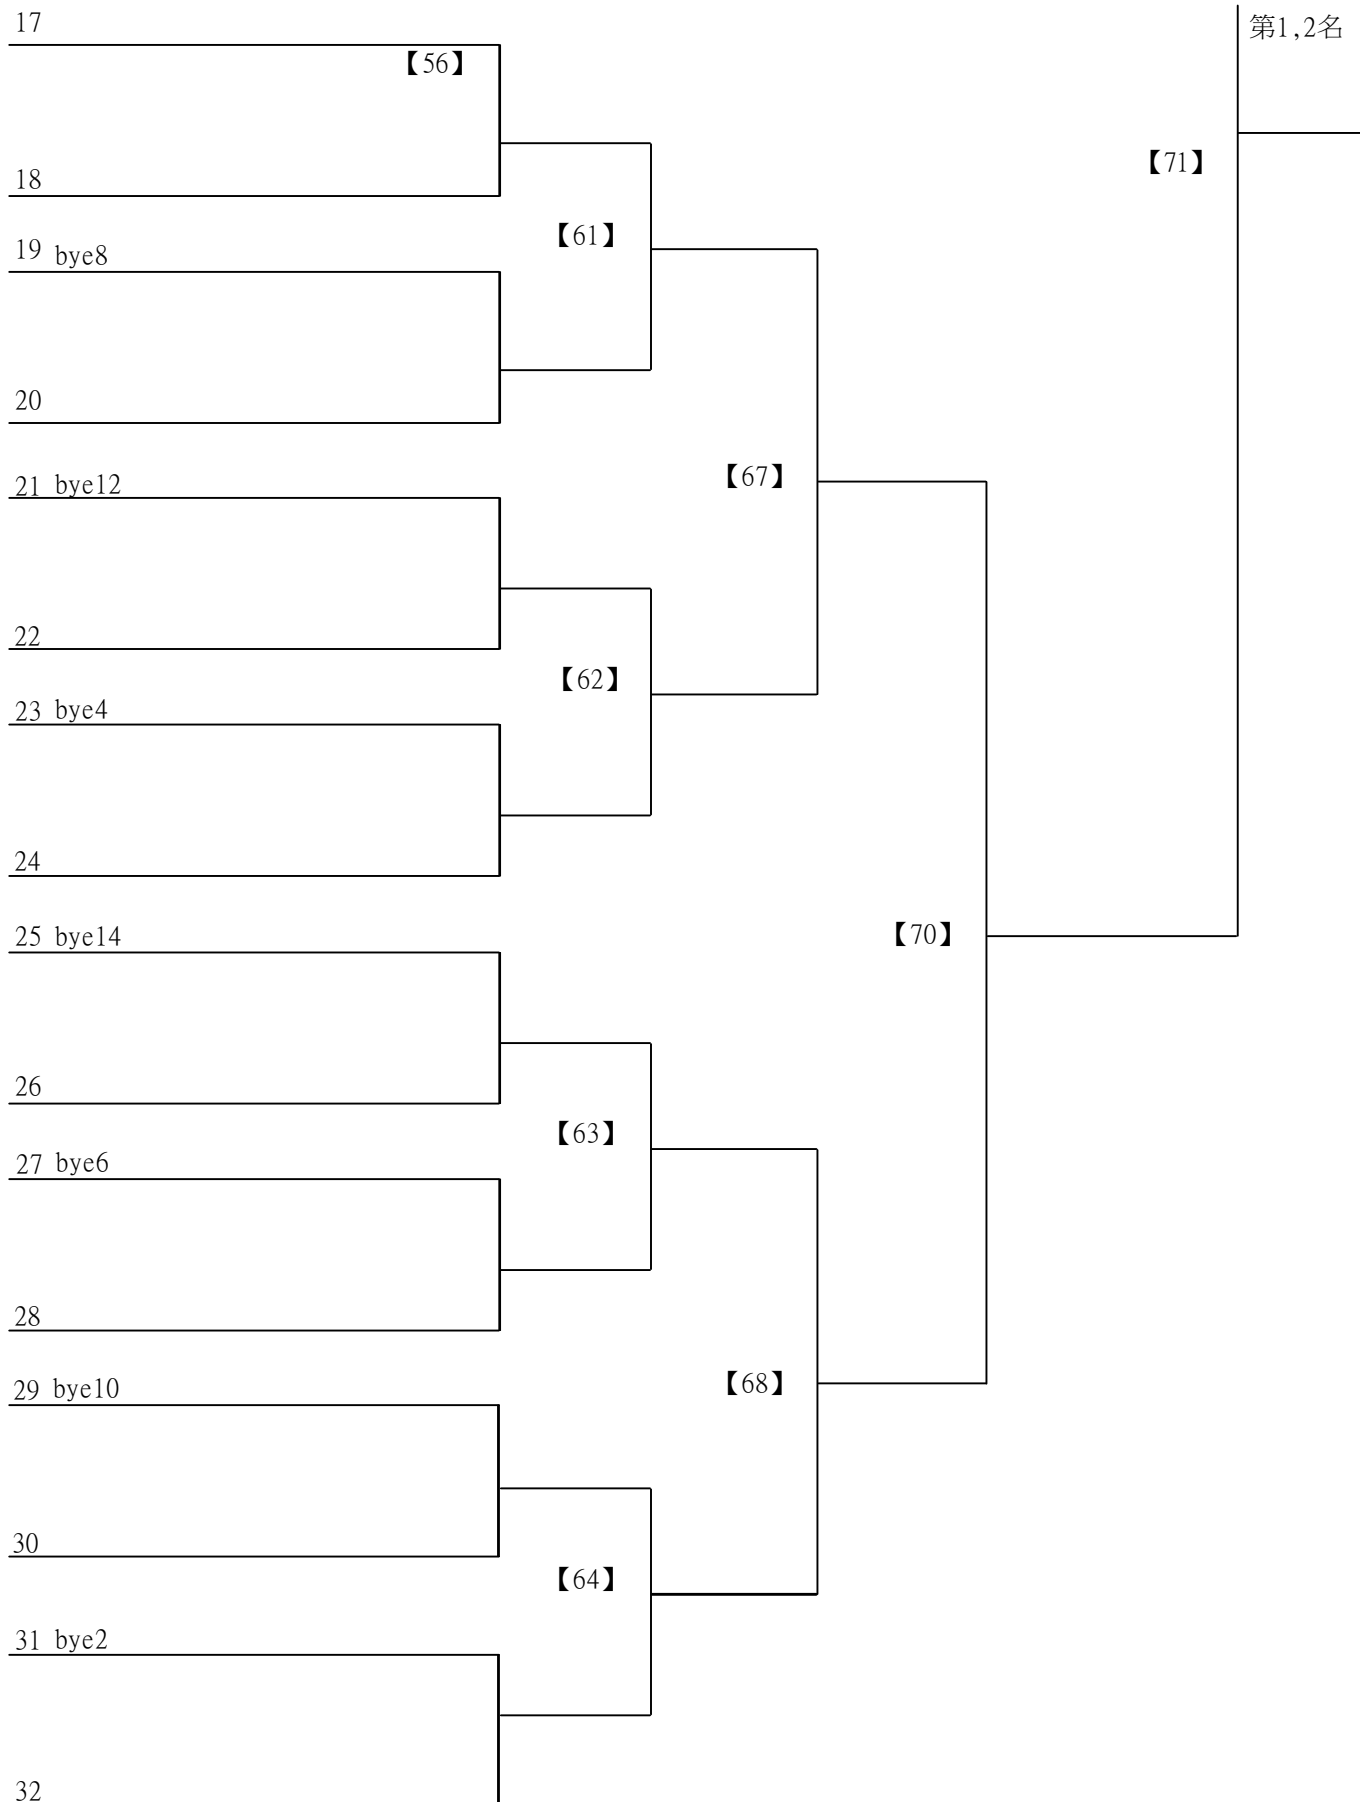 17
第1,2名
【56】
【71】
18
【61】
19 bye8
20
【67】
21 bye12
22
【62】
23 bye4
24
【70】
25 bye14
26
【63】
27 bye6
28
【68】
29 bye10
30
【64】
31 bye2
32